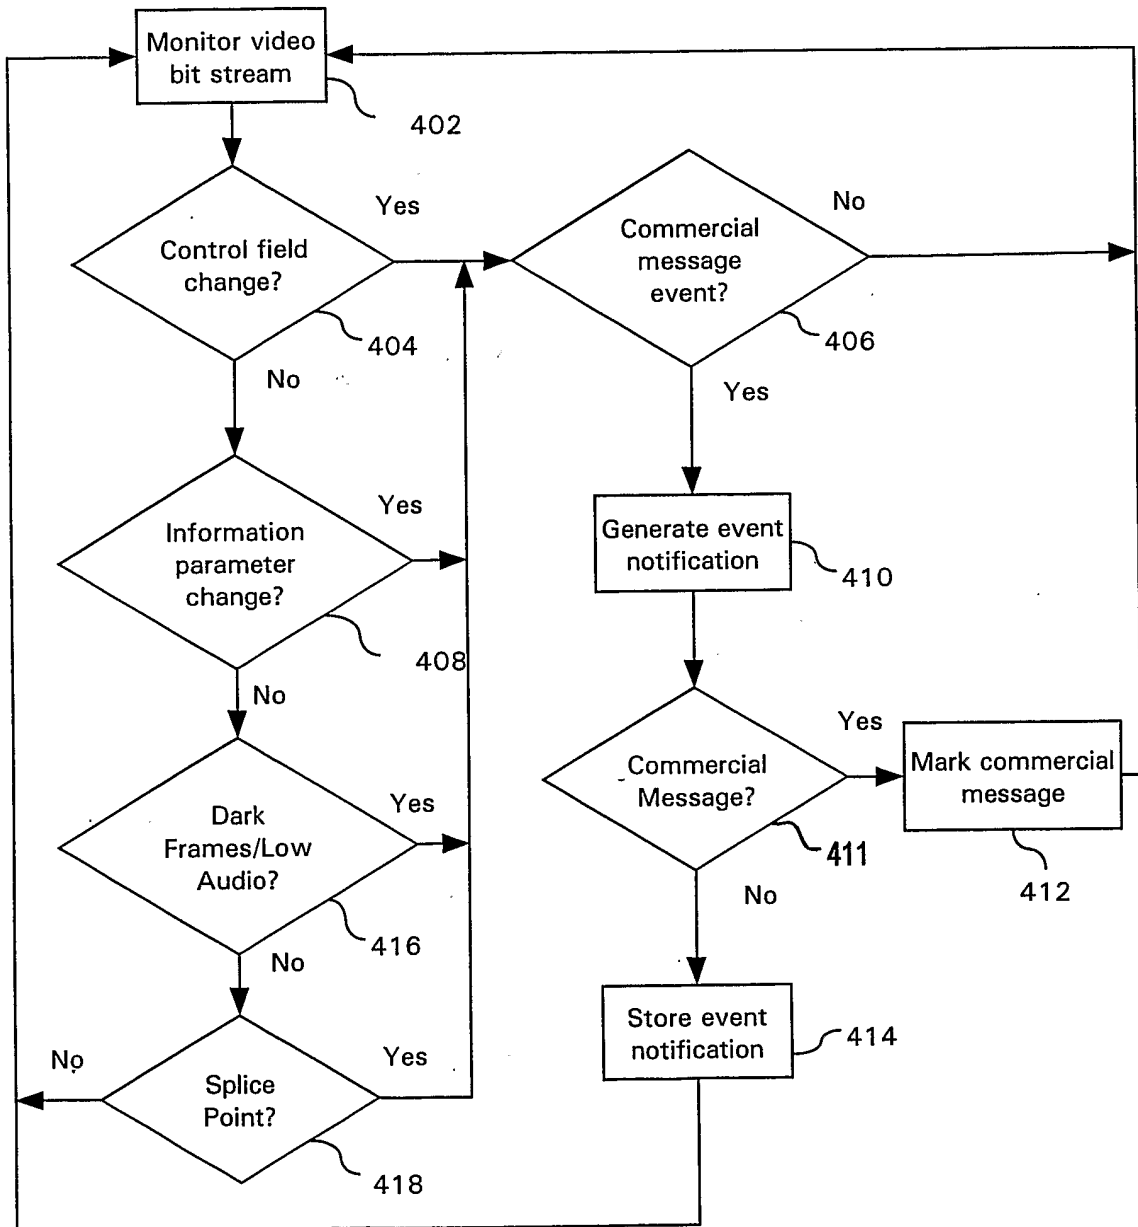 Monitor video
bit stream
402
Control field
change?
Yes
404
No
Commercial
message
event?
No
406
Yes
Information
parameter
change?
Yes
408
No
Generate event
notification
410
Dark
Frames/Low
Audio?
Yes
416
No
Commercial
Message?
Yes
411
No
Mark commercial
message
412
Splice
Point?
No
Yes
418
Store event
notification
414